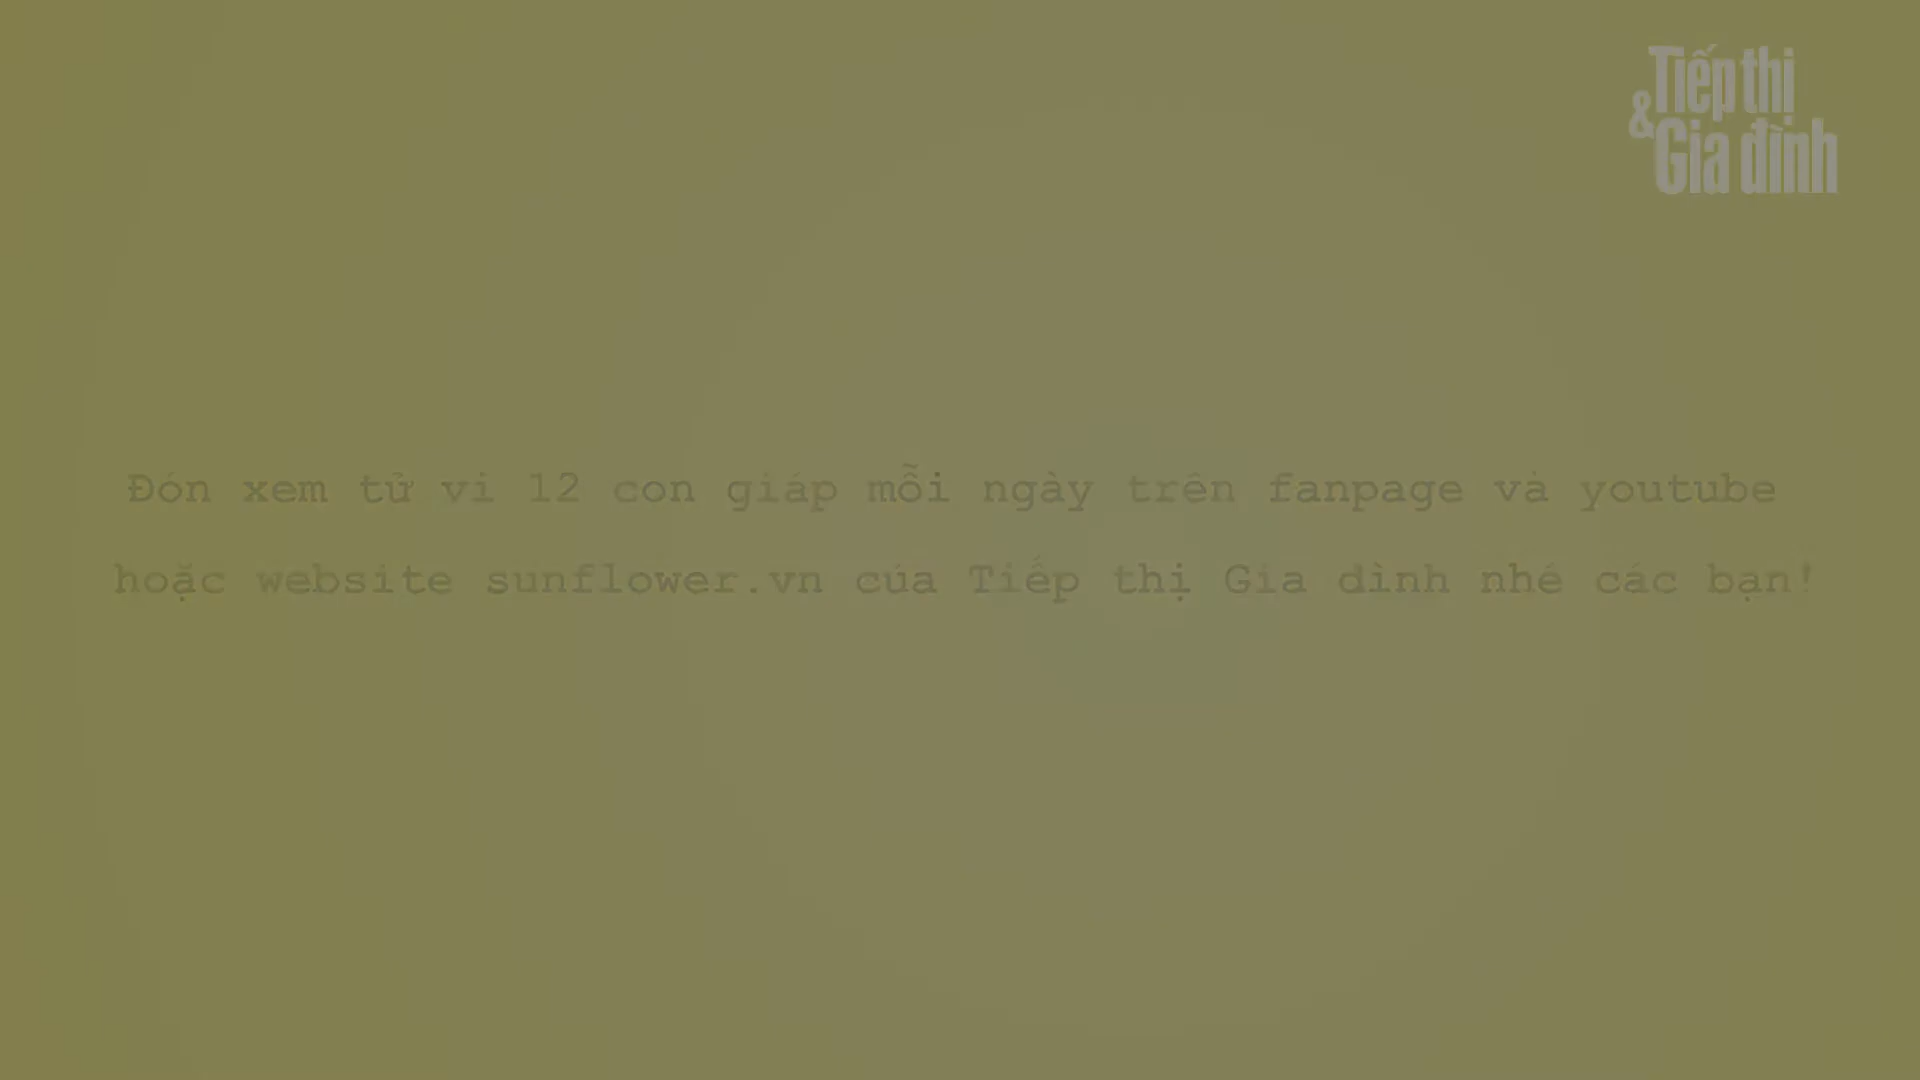 Tiếp thị
& Gia đình
Đón xem tử vi 12 con giáp mỗi ngày trên fanpage và youtube
hoặc website sunflower.vn của Tiếp thị Gia đình nhé các bạn!